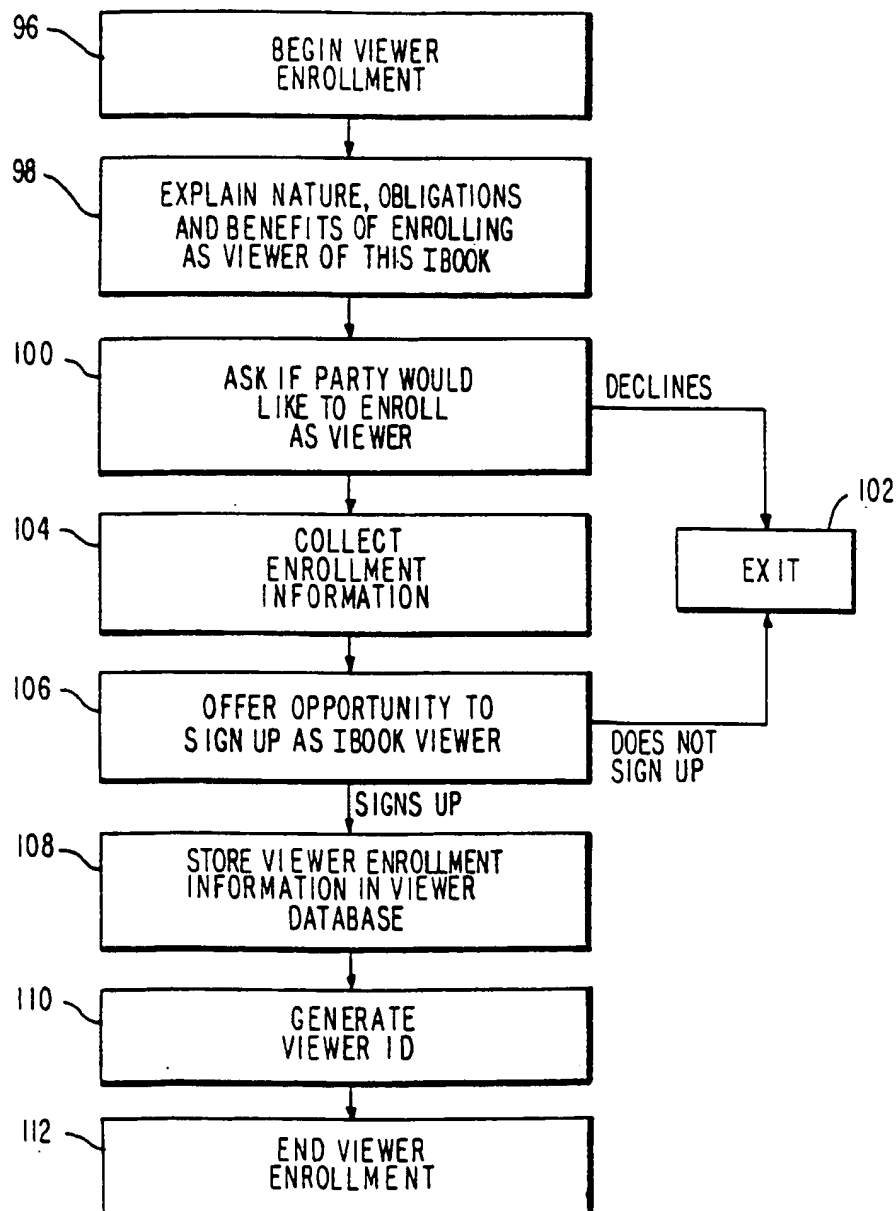 96
BEGIN VIEWER
ENROLLMENT
98
EXPLAIN NATURE, OBLIGATIONS
AND BENEFITS OF ENROLLING
AS VIEWER OF THIS IBOOK
100
ASK IF PARTY WOULD
LIKE TO ENROLL
AS VIEWER
DECLINES
102
EXIT
104
COLLECT
ENROLLMENT
INFORMATION
106
OFFER OPPORTUNITY TO
SIGN UP AS IBOOK VIEWER
DOES NOT
SIGN UP
SIGNS UP
108
STORE VIEWER ENROLLMENT
INFORMATION IN VIEWER
DATABASE
110
GENERATE
VIEWER ID
112
END VIEWER
ENROLLMENT